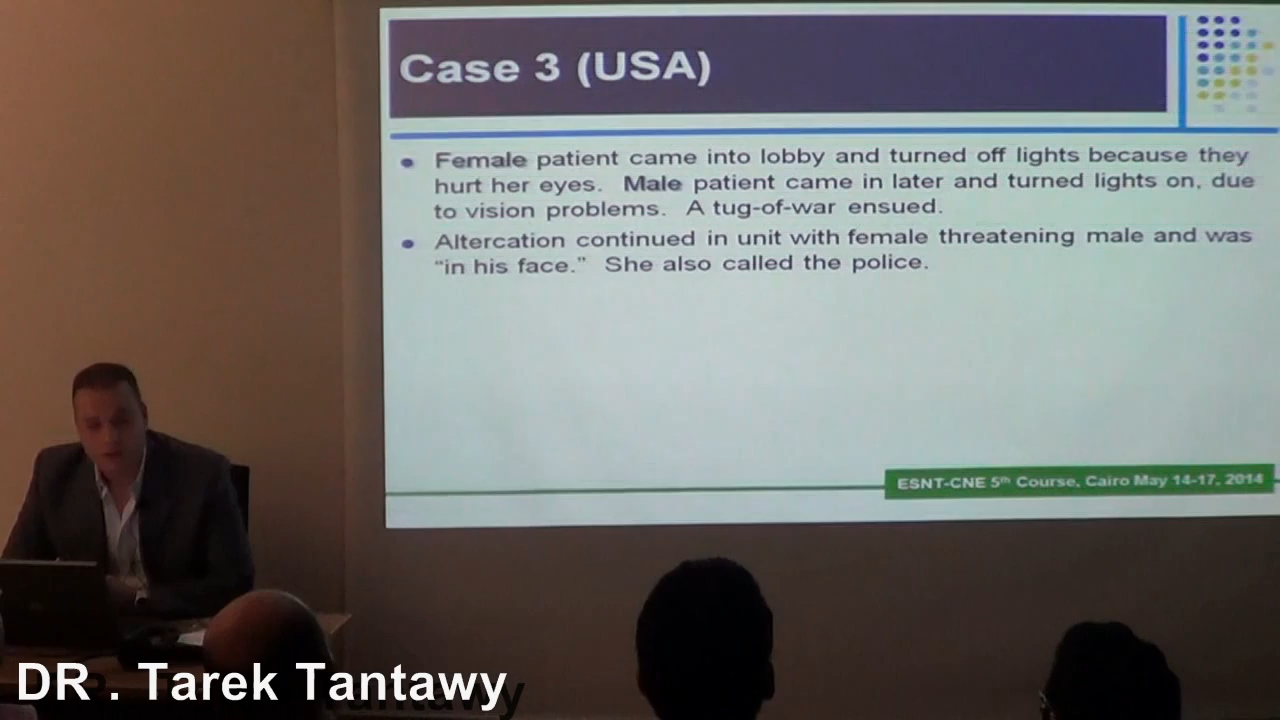 Case 3 (USA)
Female patient came into lobby and turned off lights because they
hurt her eyes. Male patient came in later and turned lights on, due
to vision problems. A tug-of-war ensued.
Altercation continued in unit with female threatening male and was
“in his face.” She also called the police.
ESNT-CNE 5th Course, Cairo May 14-17, 2014
DR . Tarek Tantawy